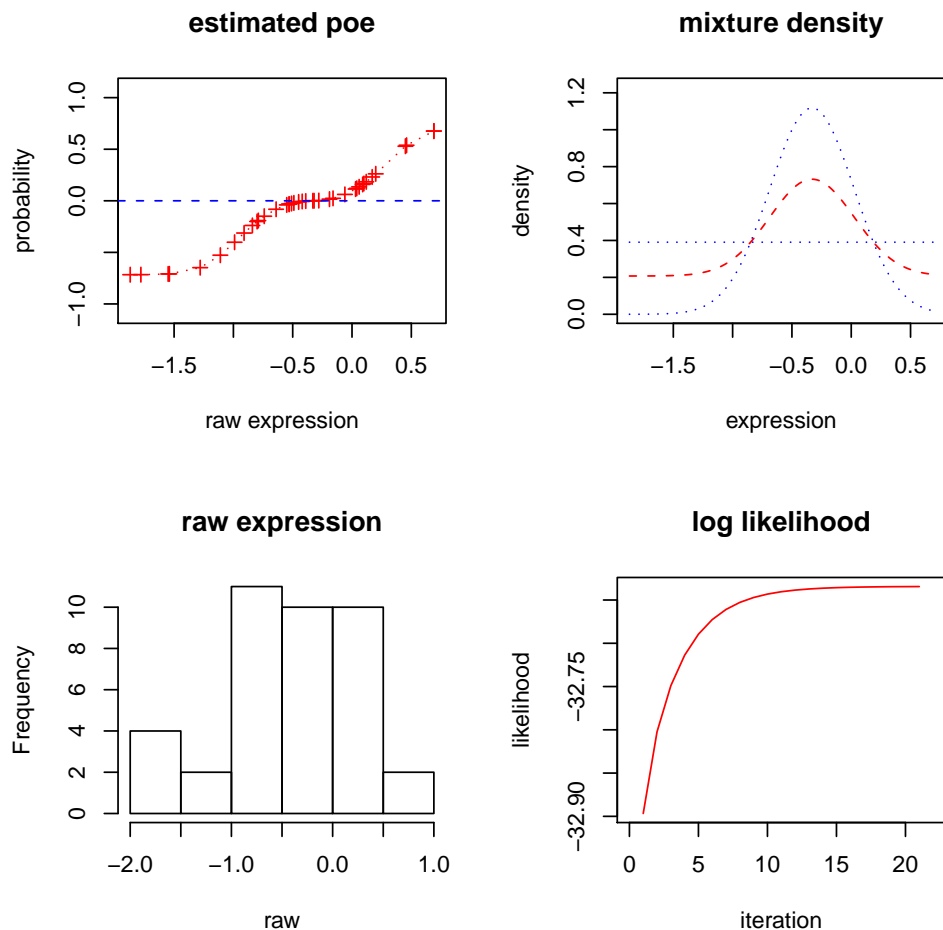 estimated poe
probability
1.0
0.5
0.0
−1.0
−1.5
−0.5
0.0
0.5
raw expression
mixture density
density
1.2
0.8
0.4
0.0
−1.5
−0.5
0.0
0.5
expression
raw expression
Frequency
10
8
6
4
2
0
−2.0
−1.0
0.0
1.0
raw
log likelihood
likelihood
−32.75
−32.90
0
5
10
15
20
iteration